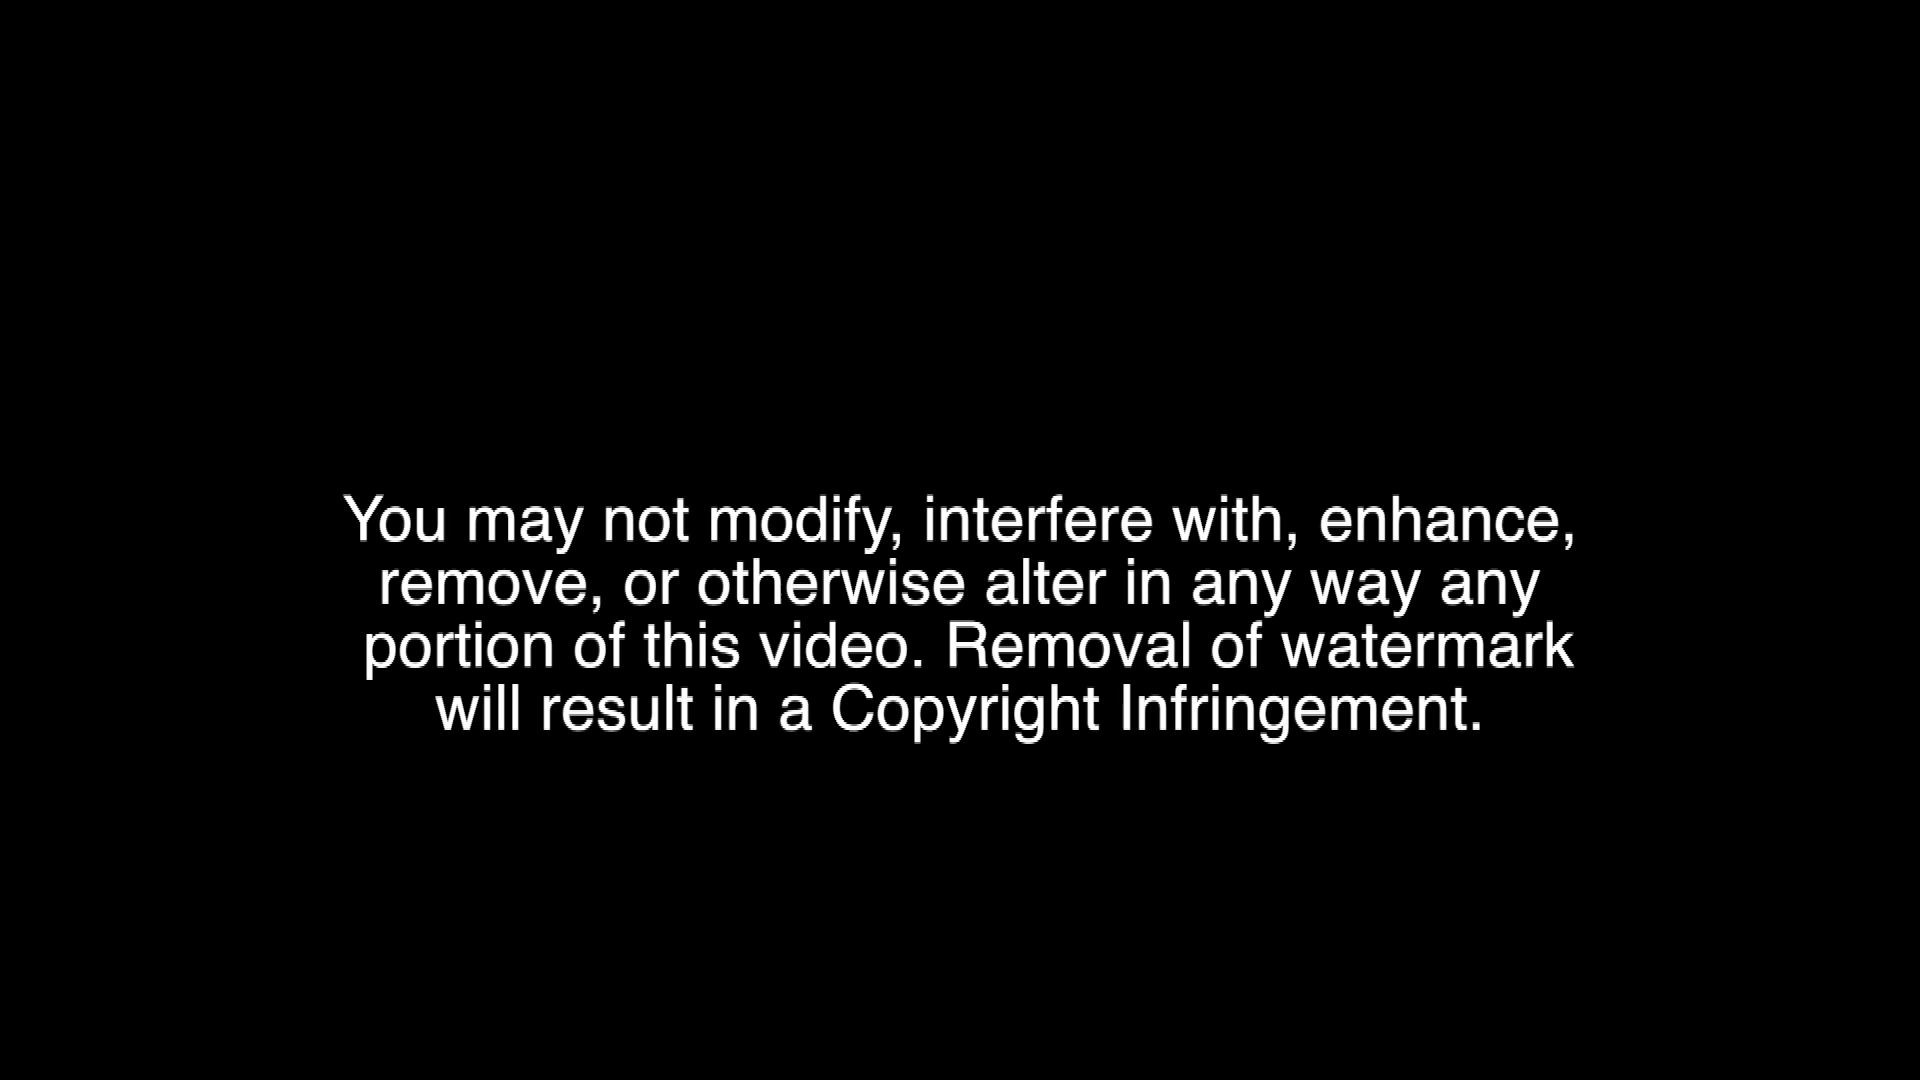 You may not modify, interfere with, enhance,
remove, or otherwise alter in any way any
portion of this video. Removal of watermark
will result in a Copyright Infringement.